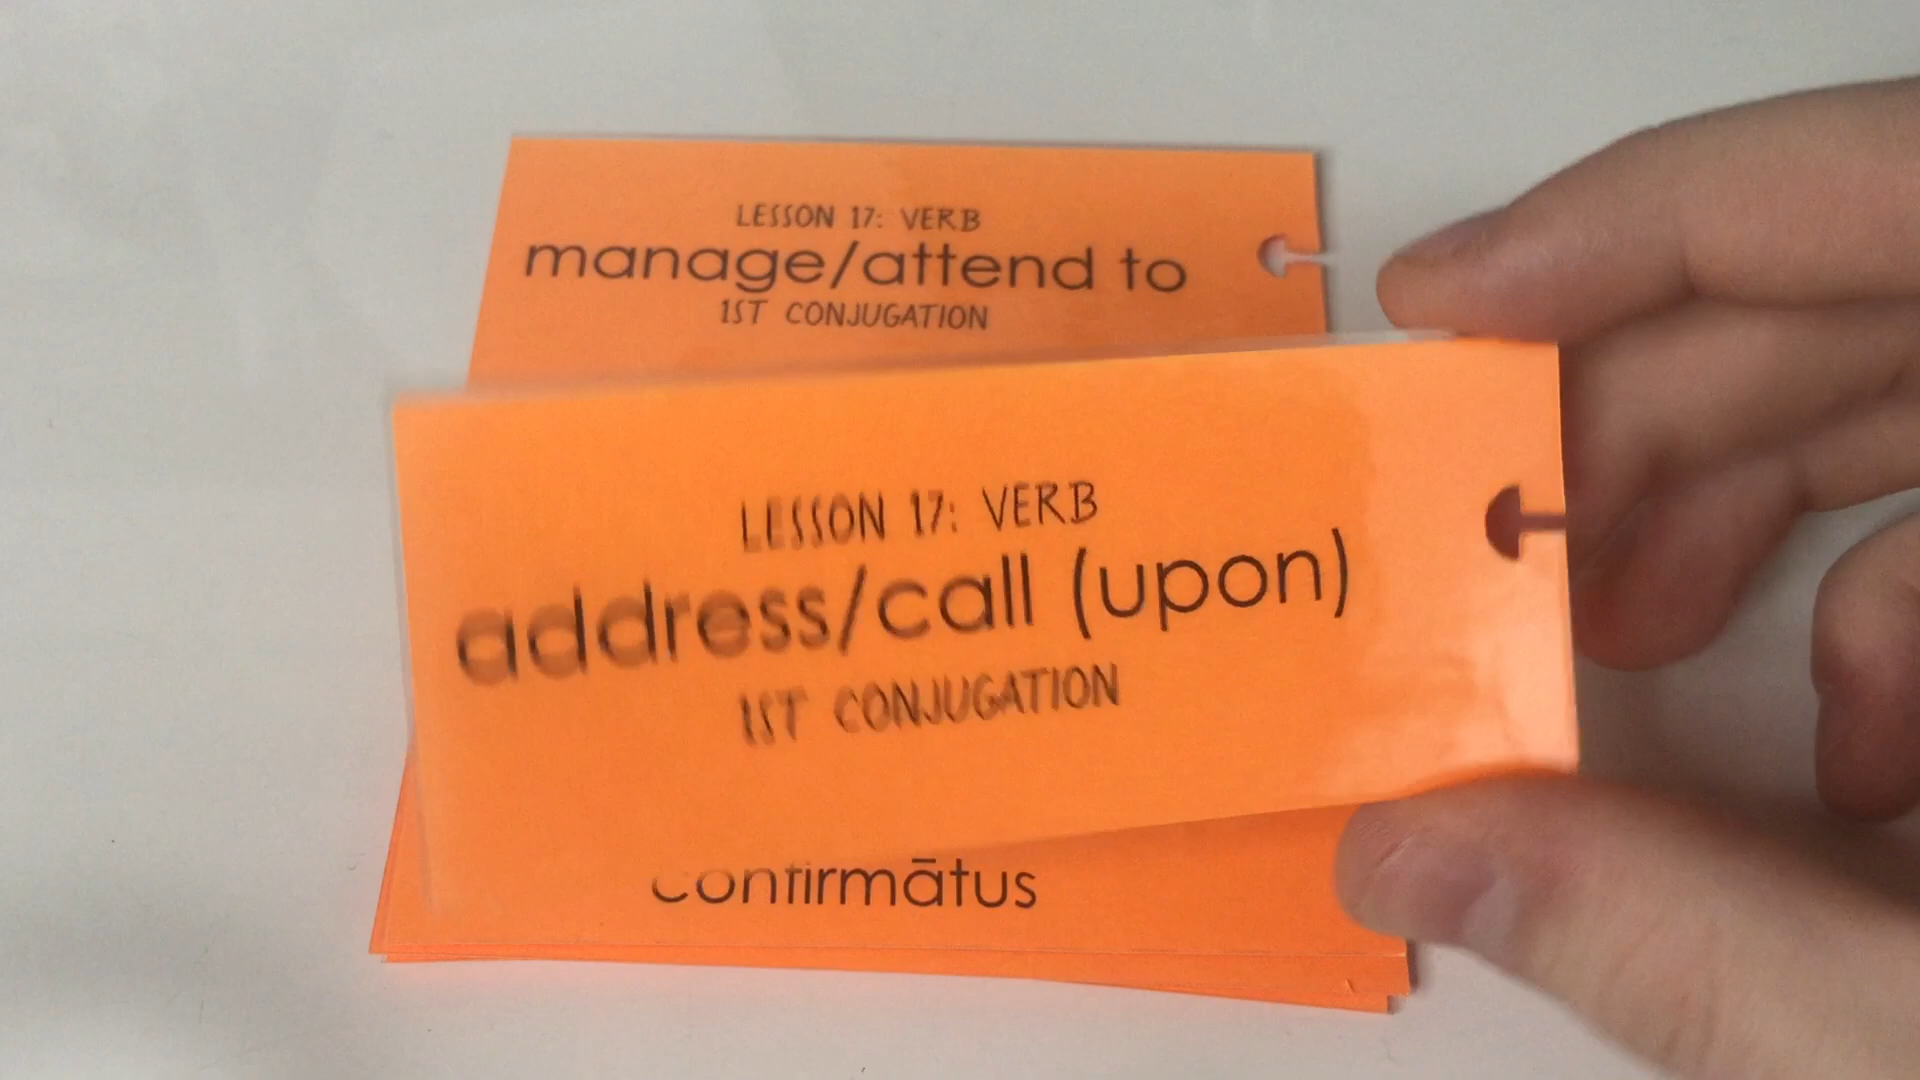 LESSON 17: VERB
manage/attend to
1ST CONJUGATION
LESSON 17: VERB
address/call (upon)
1ST CONJUGATION
confirmātus